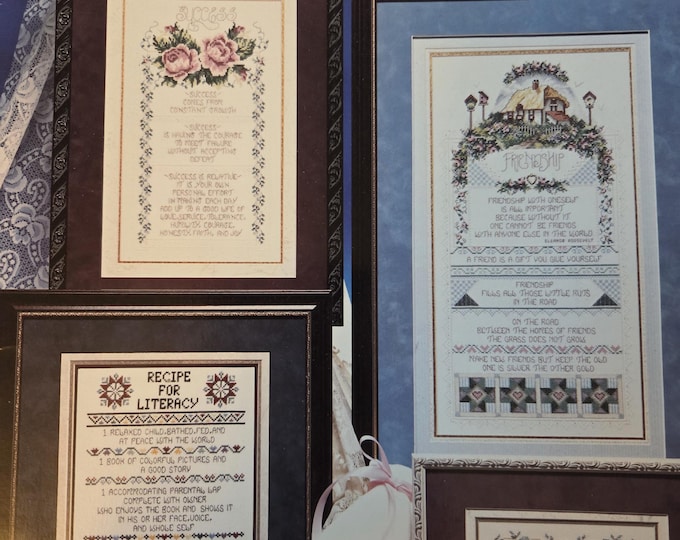 SUCCESS
~SUCCESS~
COMES FROM
CONSTANT GROWTH
~SUCCESS~
IS HAVING THE COURAGE
TO MEET FAILURE
WITHOUT ACCEPTING
DEFEAT
~SUCCESS IS RELATIVE~
IT IS YOUR OWN
PERSONAL EFFORT
IN MAKING EACH DAY
ADD UP TO A GOOD LIFE OF
LOVE, SERVICE, TOLERANCE,
HUMILITY, COURAGE,
HONESTY, FAITH, AND JOY
FRIENDSHIP
FRIENDSHIP WITH ONESELF
IS ALL IMPORTANT
BECAUSE WITHOUT IT
ONE CANNOT BE FRIENDS
WITH ANYONE ELSE IN THE WORLD.
ELEANOR ROOSEVELT
A FRIEND IS A GIFT YOU GIVE YOURSELF
FRIENDSHIP
FILLS ALL THOSE LITTLE RUTS
IN THE ROAD
ON THE ROAD
BETWEEN THE HOMES OF FRIENDS
THE GRASS DOES NOT GROW
MAKE NEW FRIENDS BUT KEEP THE OLD
ONE IS SILVER THE OTHER GOLD
RECIPE
FOR
LITERACY
1 RELAXED CHILD, BATHED, FED, AND
AT PEACE WITH THE WORLD
1 BOOK OF COLORFUL PICTURES AND
A GOOD STORY
1 ACCOMMODATING PARENTAL LAP
COMPLETE WITH OWNER
WHO ENJOYS THE BOOK AND SHOWS IT
IN HIS OR HER FACE, VOICE,
AND WHOLE SELF